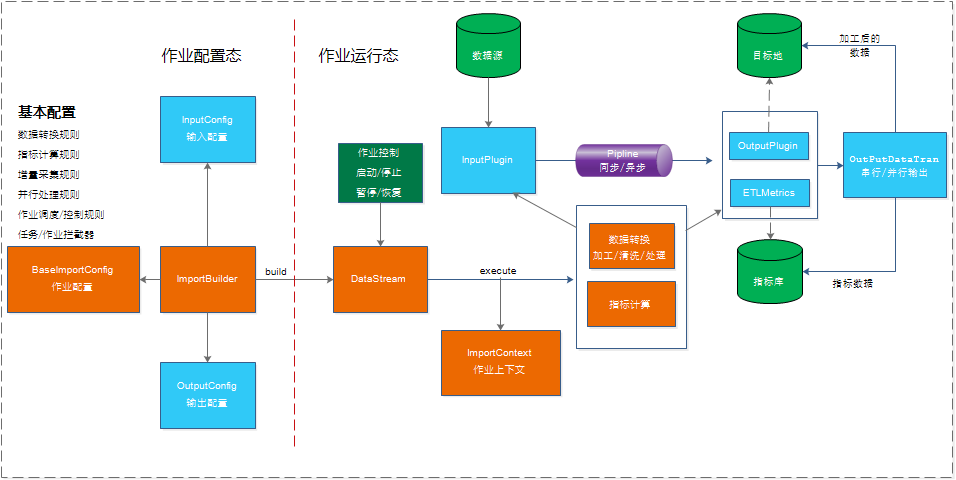 作业配置态
作业运行态
基本配置
数据转换规则
指标计算规则
增量采集规则
并行处理规则
作业调度/控制规则
任务/作业拦截器
InputConfig
输入配置
BaseImportConfig
作业配置
ImportBuilder
build
OutputConfig
输出配置
作业控制
启动/停止
暂停/恢复
DataStream
execute
ImportContext
作业上下文
数据源
InputPlugin
Pipline
同步/异步
数据转换
加工/清洗/处理
指标计算
目标地
OutputPlugin
ETLMetrics
指标库
加工后的
数据
OutPutDataTran
串行/并行输出
指标数据